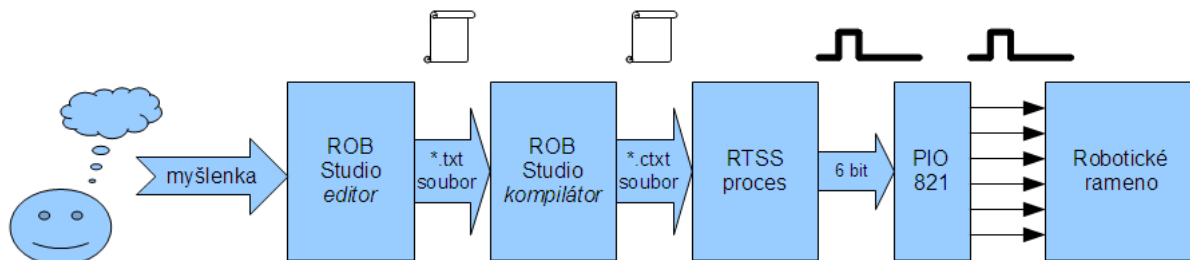 myšlenka
ROB
Studio
editor
*.txt
soubor
ROB
Studio
kompilátor
*.ctxt
soubor
RTSS
proces
6 bit
PIO
821
Robotické
rameno